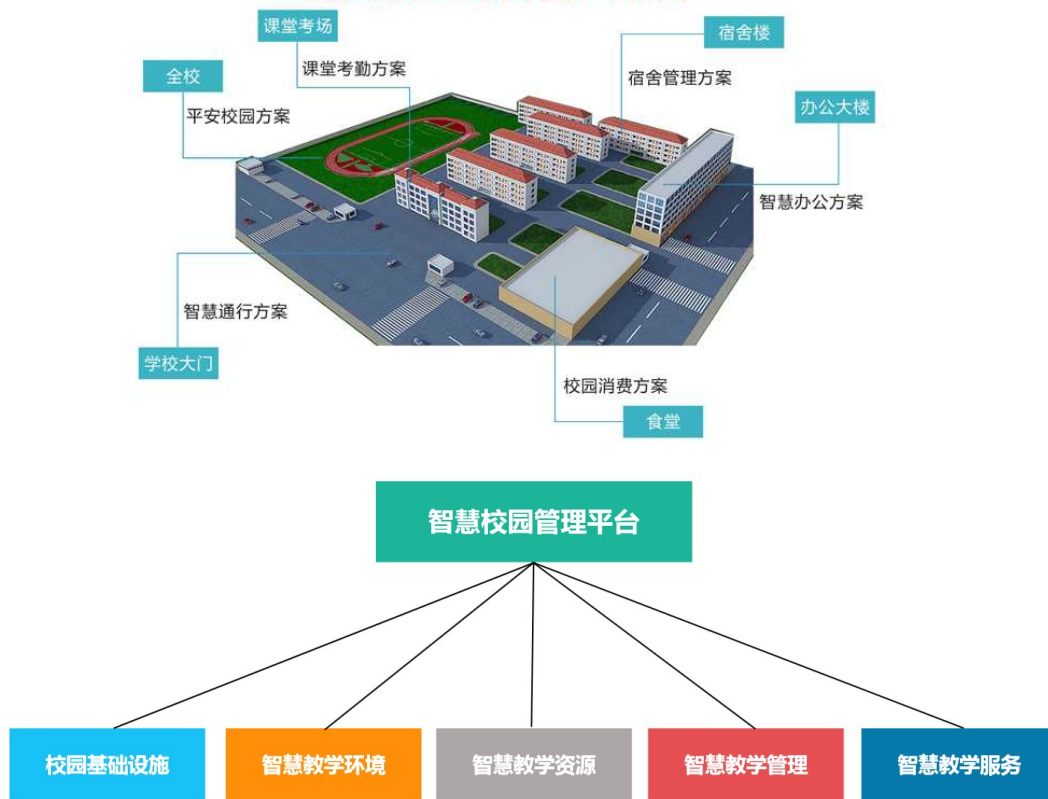 课堂考场
宿舍楼
课堂考勤方案
全校
宿舍管理方案
平安校园方案
办公大楼
智慧办公方案
智慧通行方案
学校大门
校园消费方案
食堂
智慧校园管理平台
校园基础设施
智慧教学环境
智慧教学资源
智慧教学管理
智慧教学服务